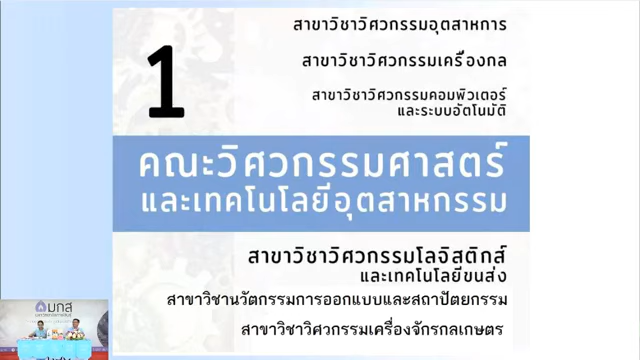 สาขาวิชาวิศวกรรมอุตสาหการ
สาขาวิชาวิศวกรรมเครื่องกล
1
สาขาวิชาวิศวกรรมคอมพิวเตอร์
และระบบอัตโนมัติ
คณะวิศวกรรมศาสตร์
และเทคโนโลยีอุตสาหกรรม
สาขาวิชาวิศวกรรมโลจิสติกส์
และเทคโนโลยีขนส่ง
สาขาวิชานวัตกรรมการออกแบบและสถาปัตยกรรม
สาขาวิชาวิศวกรรมเครื่องจักรกลเกษตร
มกส